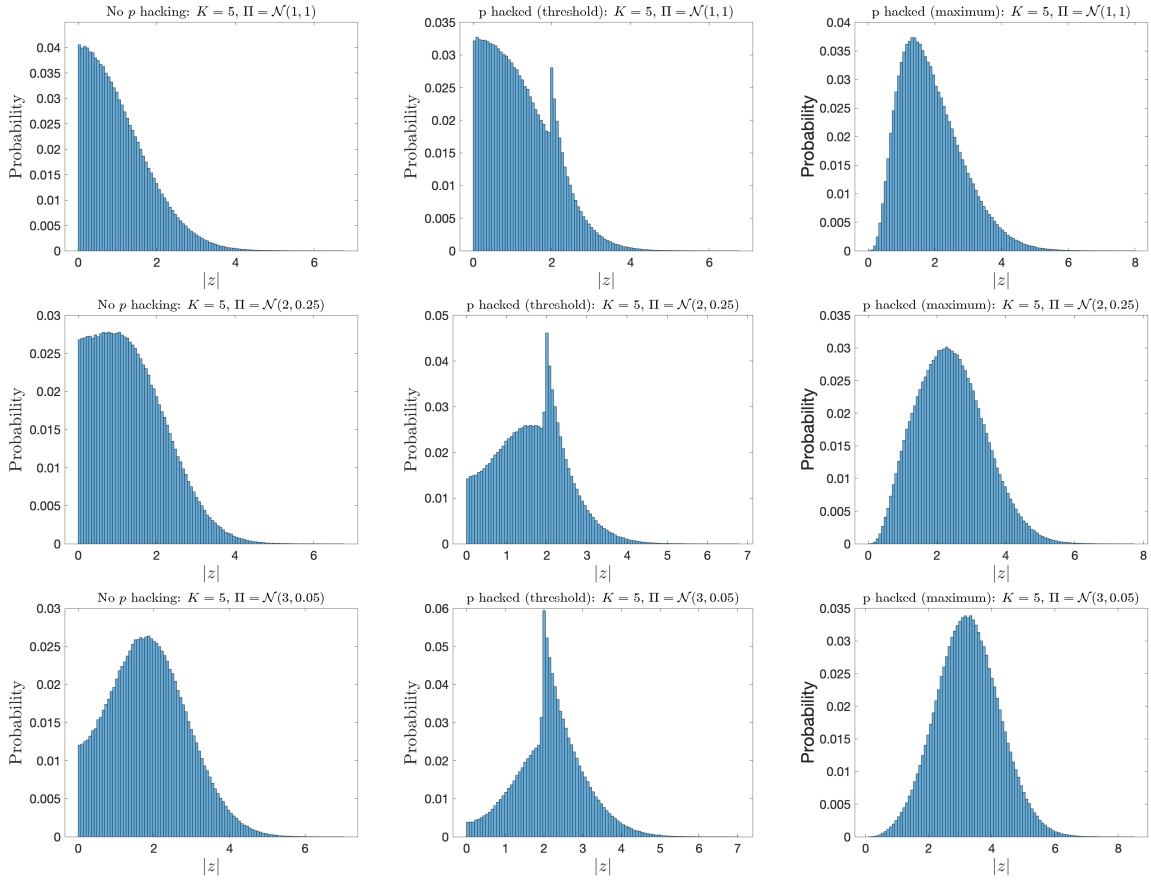 No p hacking: K = 5, Π = N(1, 1)
0.04
0.035
0.03
0.025
0.02
0.015
0.01
0.005
0
Probability
0 2 4 6
|z|
p hacked (threshold): K = 5, Π = N(1, 1)
0.035
0.03
0.025
0.02
0.015
0.01
0.005
0
Probability
0 2 4 6
|z|
p hacked (maximum): K = 5, Π = N(1, 1)
0.04
0.035
0.03
0.025
0.02
0.015
0.01
0.005
0
Probability
0 2 4 6 8
|z|
No p hacking: K = 5, Π = N(2, 0.25)
0.03
0.025
0.02
0.015
0.01
0.005
0
Probability
0 2 4 6
|z|
p hacked (threshold): K = 5, Π = N(2, 0.25)
0.05
0.04
0.03
0.02
0.01
0
Probability
0 1 2 3 4 5 6 7
|z|
p hacked (maximum): K = 5, Π = N(2, 0.25)
0.035
0.03
0.025
0.02
0.015
0.01
0.005
0
Probability
0 2 4 6 8
|z|
No p hacking: K = 5, Π = N(3, 0.05)
0.03
0.025
0.02
0.015
0.01
0.005
0
Probability
0 2 4 6
|z|
p hacked (threshold): K = 5, Π = N(3, 0.05)
0.06
0.05
0.04
0.03
0.02
0.01
0
Probability
0 1 2 3 4 5 6 7
|z|
p hacked (maximum): K = 5, Π = N(3, 0.05)
0.035
0.03
0.025
0.02
0.015
0.01
0.005
0
Probability
0 2 4 6 8
|z|